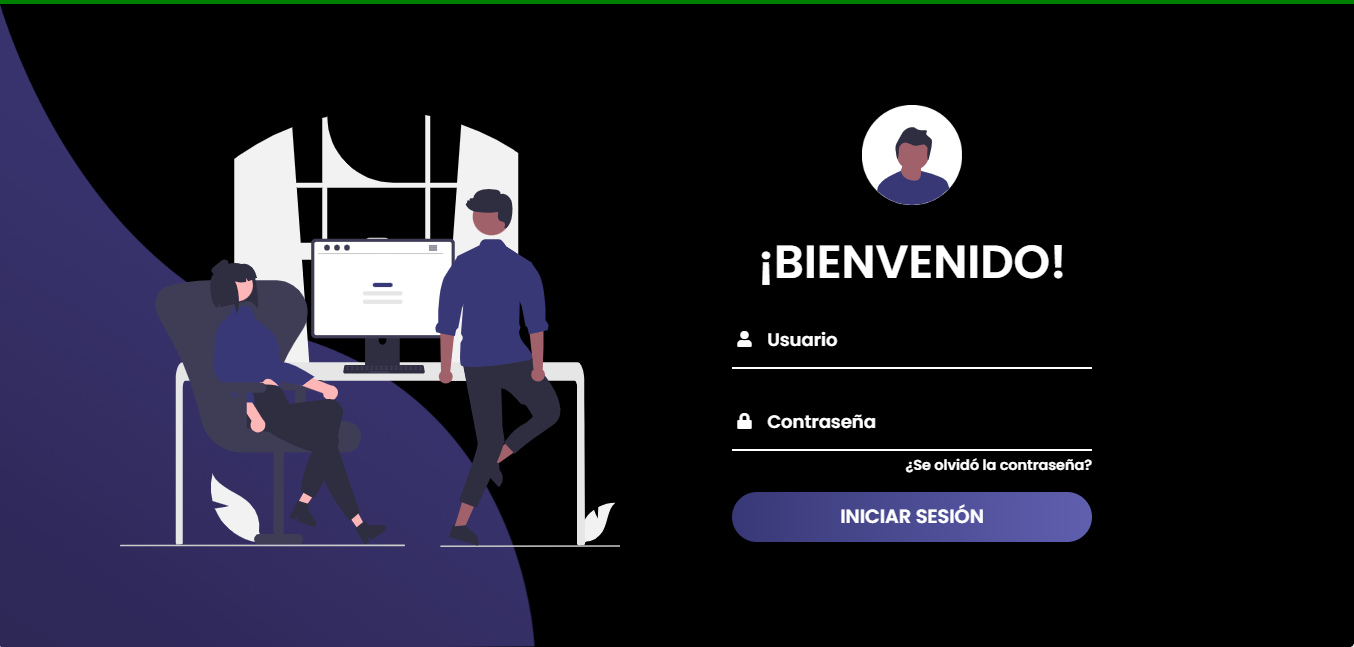 ¡BIENVENIDO!
Usuario
Contraseña
¿Se olvidó la contraseña?
INICIAR SESIÓN